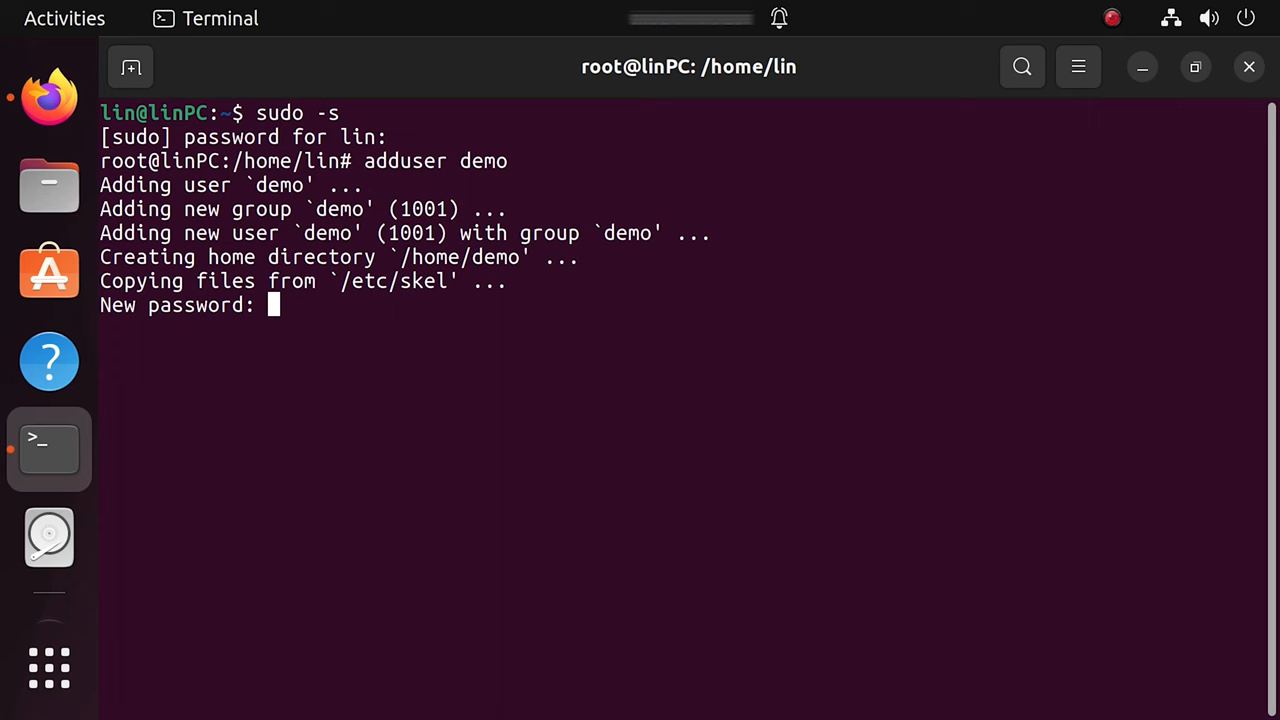 Activities
Terminal
root@linPC: /home/lin
lin@linPC:~$ sudo -s
[sudo] password for lin:
root@linPC:/home/lin# adduser demo
Adding user `demo' ...
Adding new group `demo' (1001) ...
Adding new user `demo' (1001) with group `demo' ...
Creating home directory `/home/demo' ...
Copying files from `/etc/skel' ...
New password: